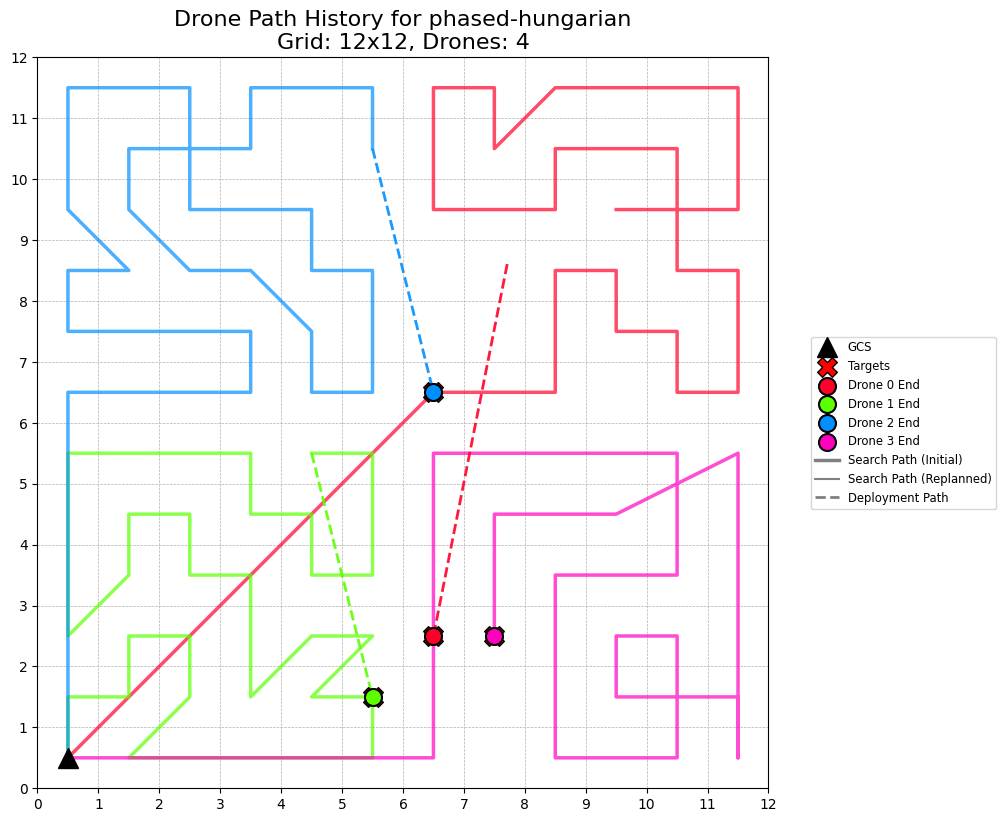 Drone Path History for phased-hungarian
Grid: 12x12, Drones: 4
12
11
10
9
8
7
6
5
4
3
2
1
0
0 1 2 3 4 5 6 7 8 9 10 11 12
GCS
Targets
Drone 0 End
Drone 1 End
Drone 2 End
Drone 3 End
Search Path (Initial)
Search Path (Replanned)
Deployment Path